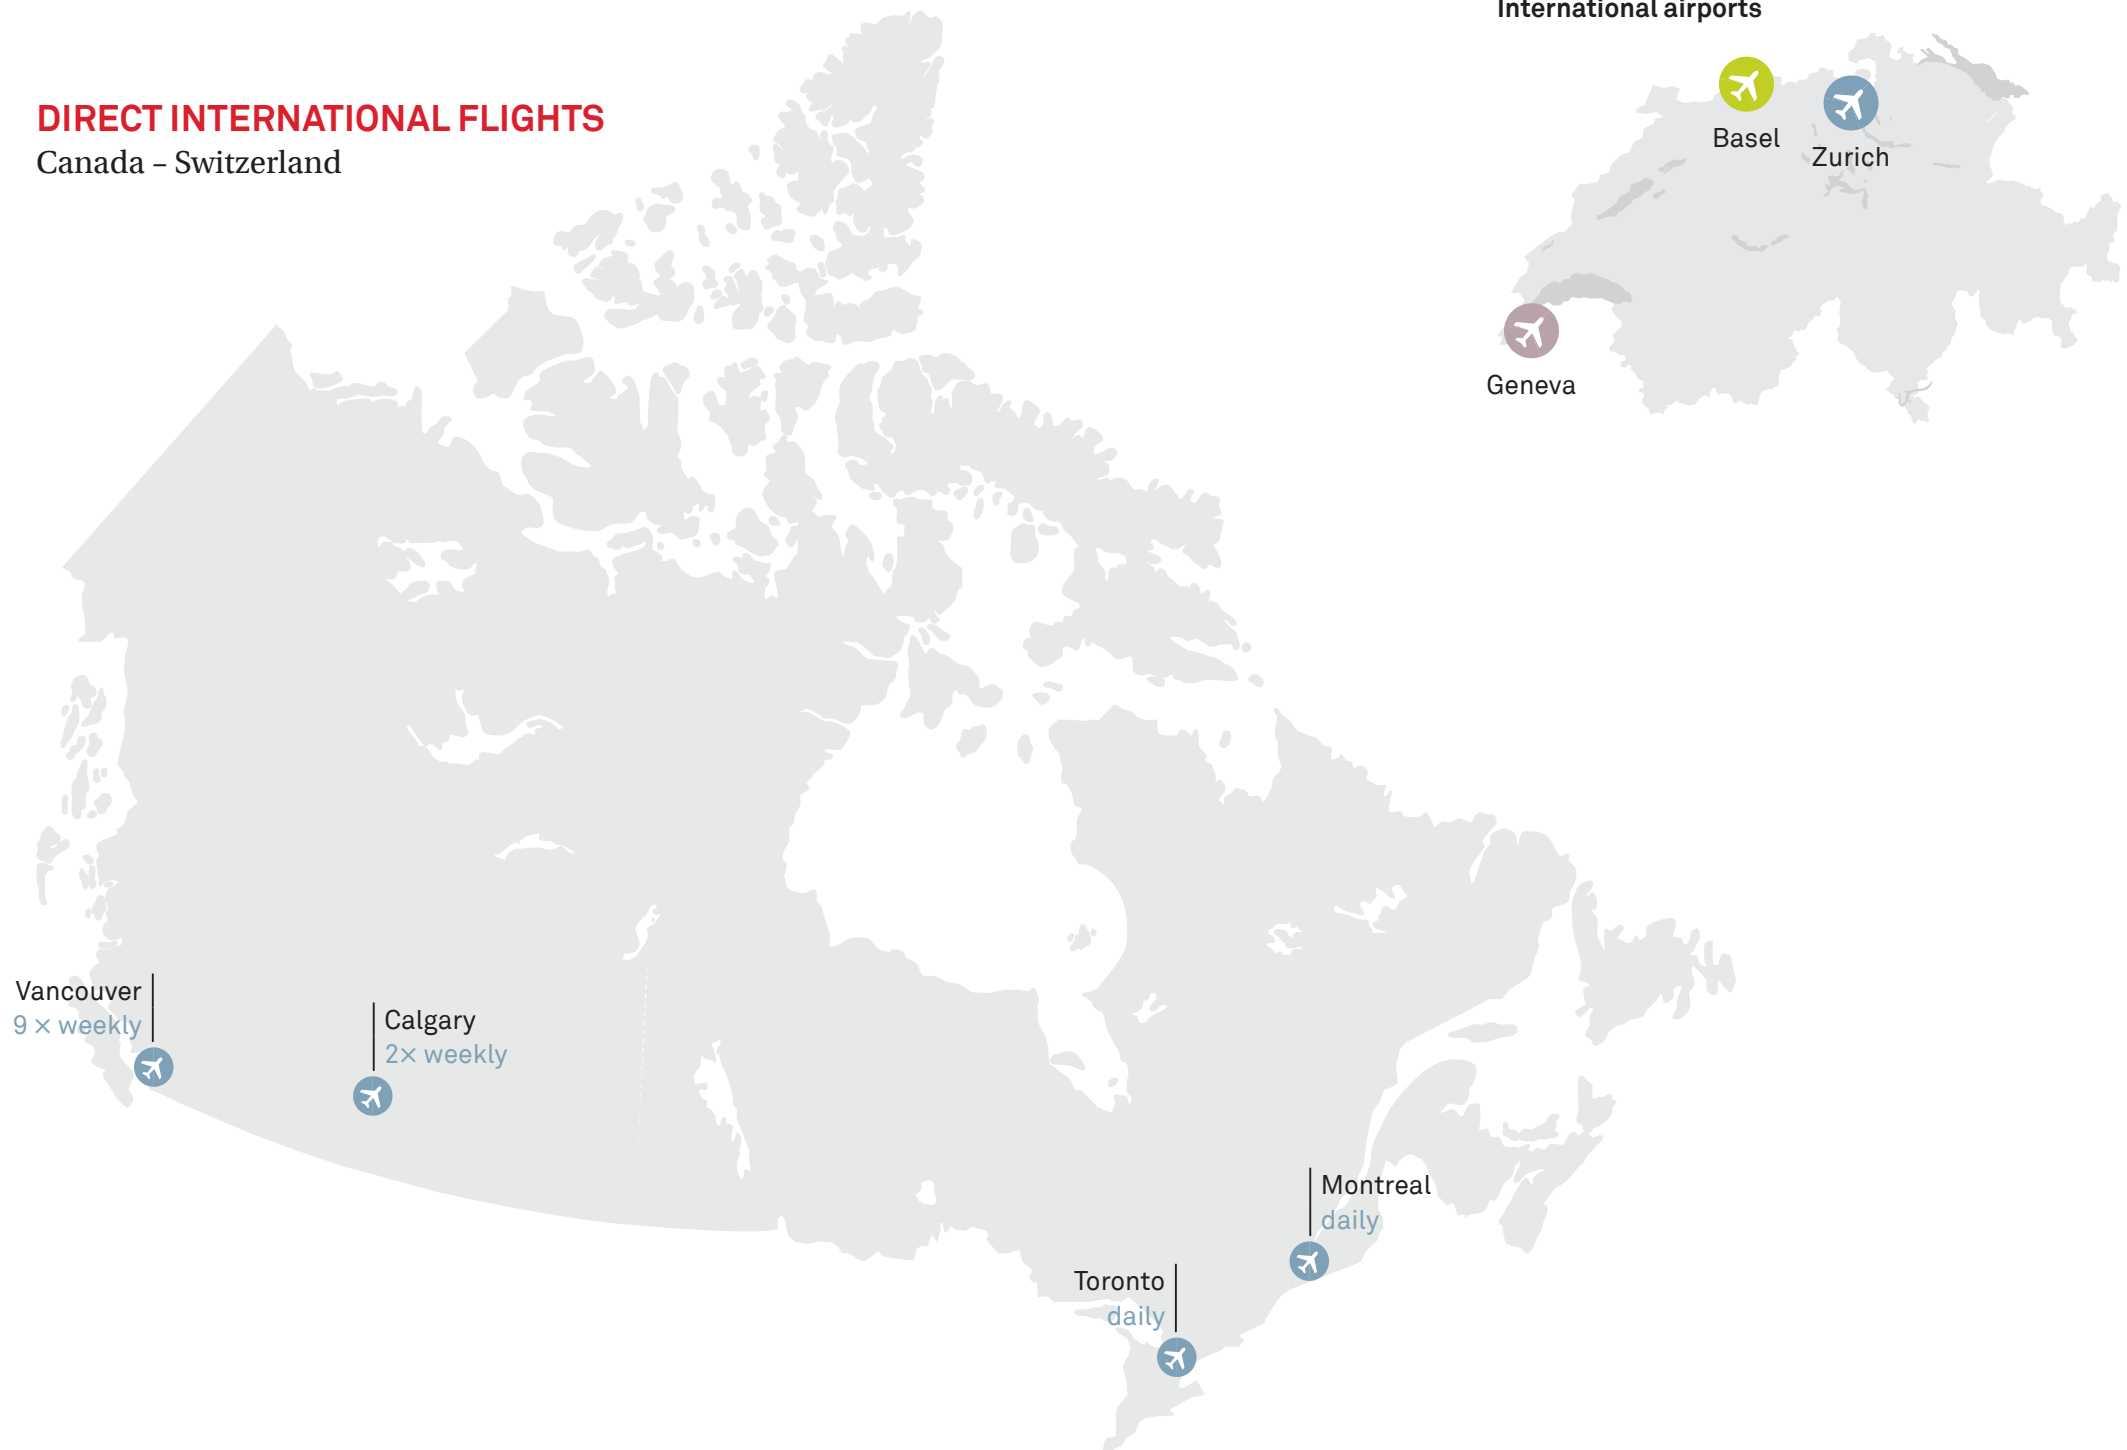 International airports
DIRECT INTERNATIONAL FLIGHTS
Canada – Switzerland
Basel
Zurich
Geneva
Vancouver
9 × weekly
Calgary
2× weekly
Montreal
daily
Toronto
daily